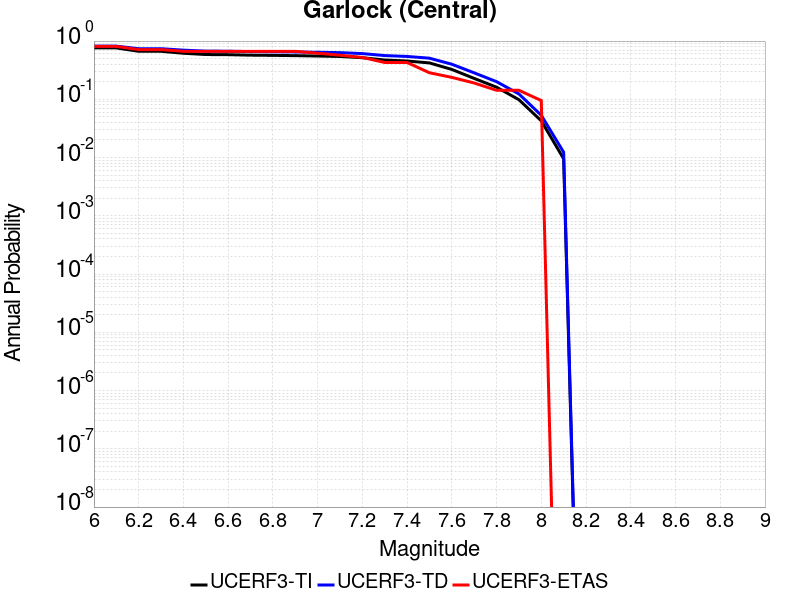 Garlock (Central)
10^0
10^-1
10^-2
10^-3
10^-4
10^-5
10^-6
10^-7
10^-8
Annual Probability
6 6.2 6.4 6.6 6.8 7 7.2 7.4 7.6 7.8 8 8.2 8.4 8.6 8.8 9
Magnitude
UCERF3-TI UCERF3-TD UCERF3-ETAS